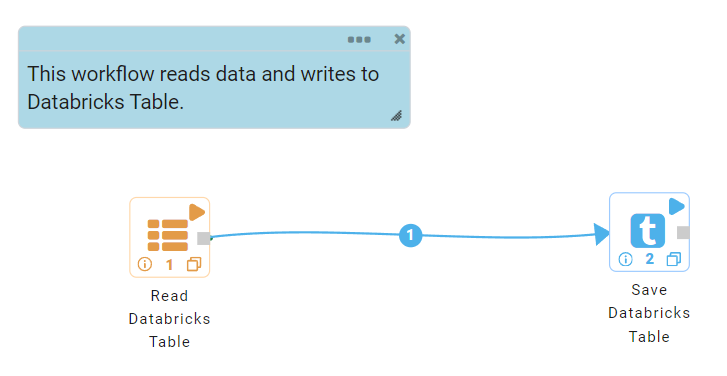 This workflow reads data and writes to
Databricks Table.
1
t
1
2
Read
Databricks
Table
Save
Databricks
Table